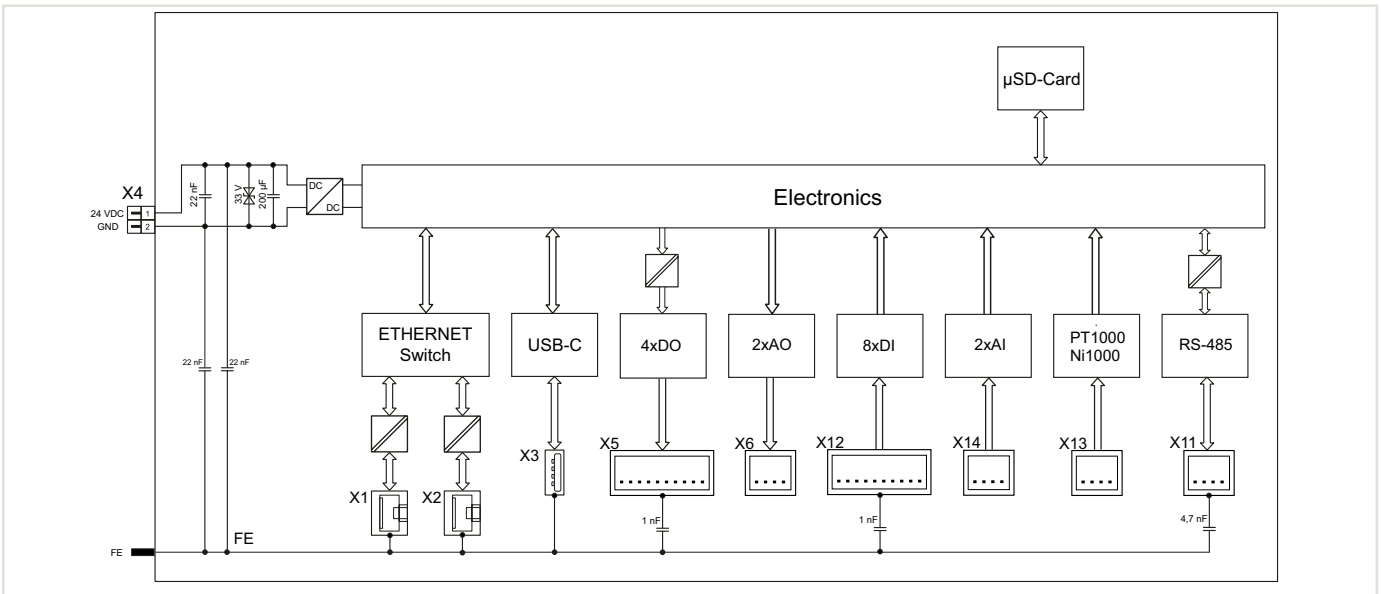 µSD-Card
X4
24 VDC
1
GND
2
22 nF
33 V
200 µF
DC
DC
Electronics
ETHERNET
Switch
USB-C
4xDO
2xAO
8xDI
2xAI
PT1000
Ni1000
RS-485
22 nF
22 nF
X3
X5
X6
X12
X14
X13
X11
X1
X2
1 nF
1 nF
4,7 nF
FE
FE